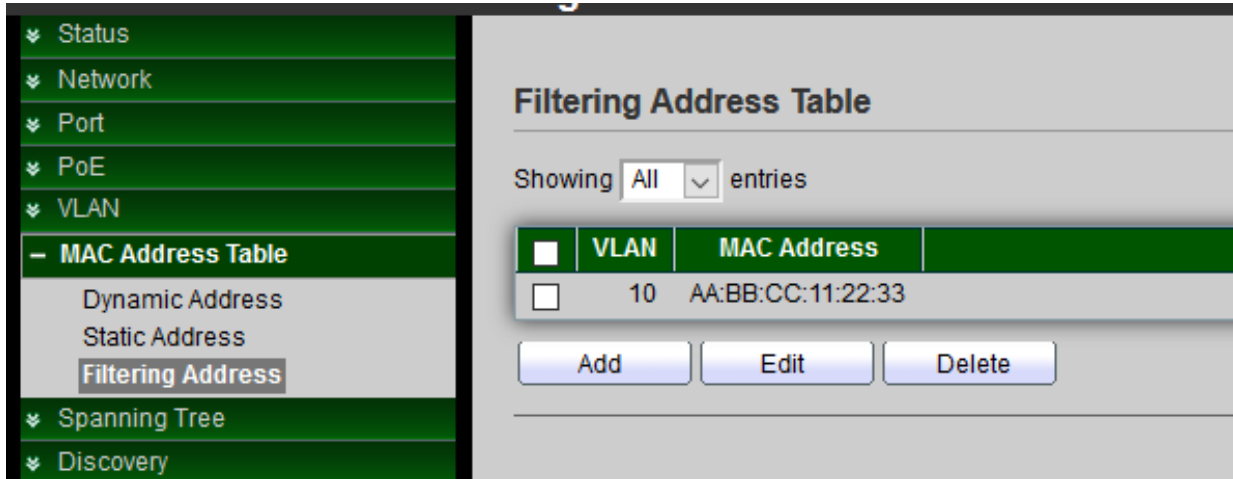 Status
Network
Port
PoE
VLAN
MAC Address Table
Dynamic Address
Static Address
Filtering Address
Spanning Tree
Discovery
Filtering Address Table
Showing All entries
VLAN MAC Address
10 AA:BB:CC:11:22:33
Add Edit Delete